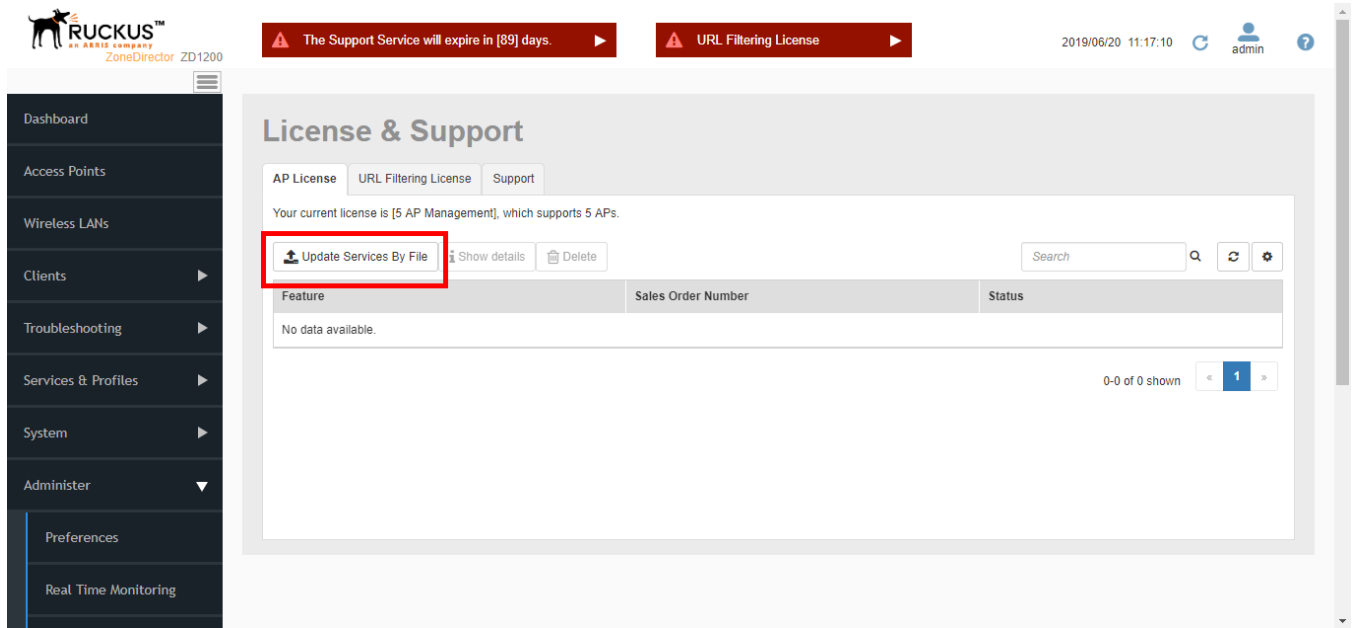 RUCKUS™
an ARRIS company
ZoneDirector ZD1200
The Support Service will expire in [89] days.
URL Filtering License
2019/06/20 11:17:10
admin
?
Dashboard
Access Points
Wireless LANs
Clients
Troubleshooting
Services & Profiles
System
Administer
Preferences
Real Time Monitoring
License & Support
AP License URL Filtering License Support
Your current license is [5 AP Management], which supports 5 APs.
Update Services By File Show details Delete Search
Feature Sales Order Number Status
No data available.
0-0 of 0 shown « 1 »